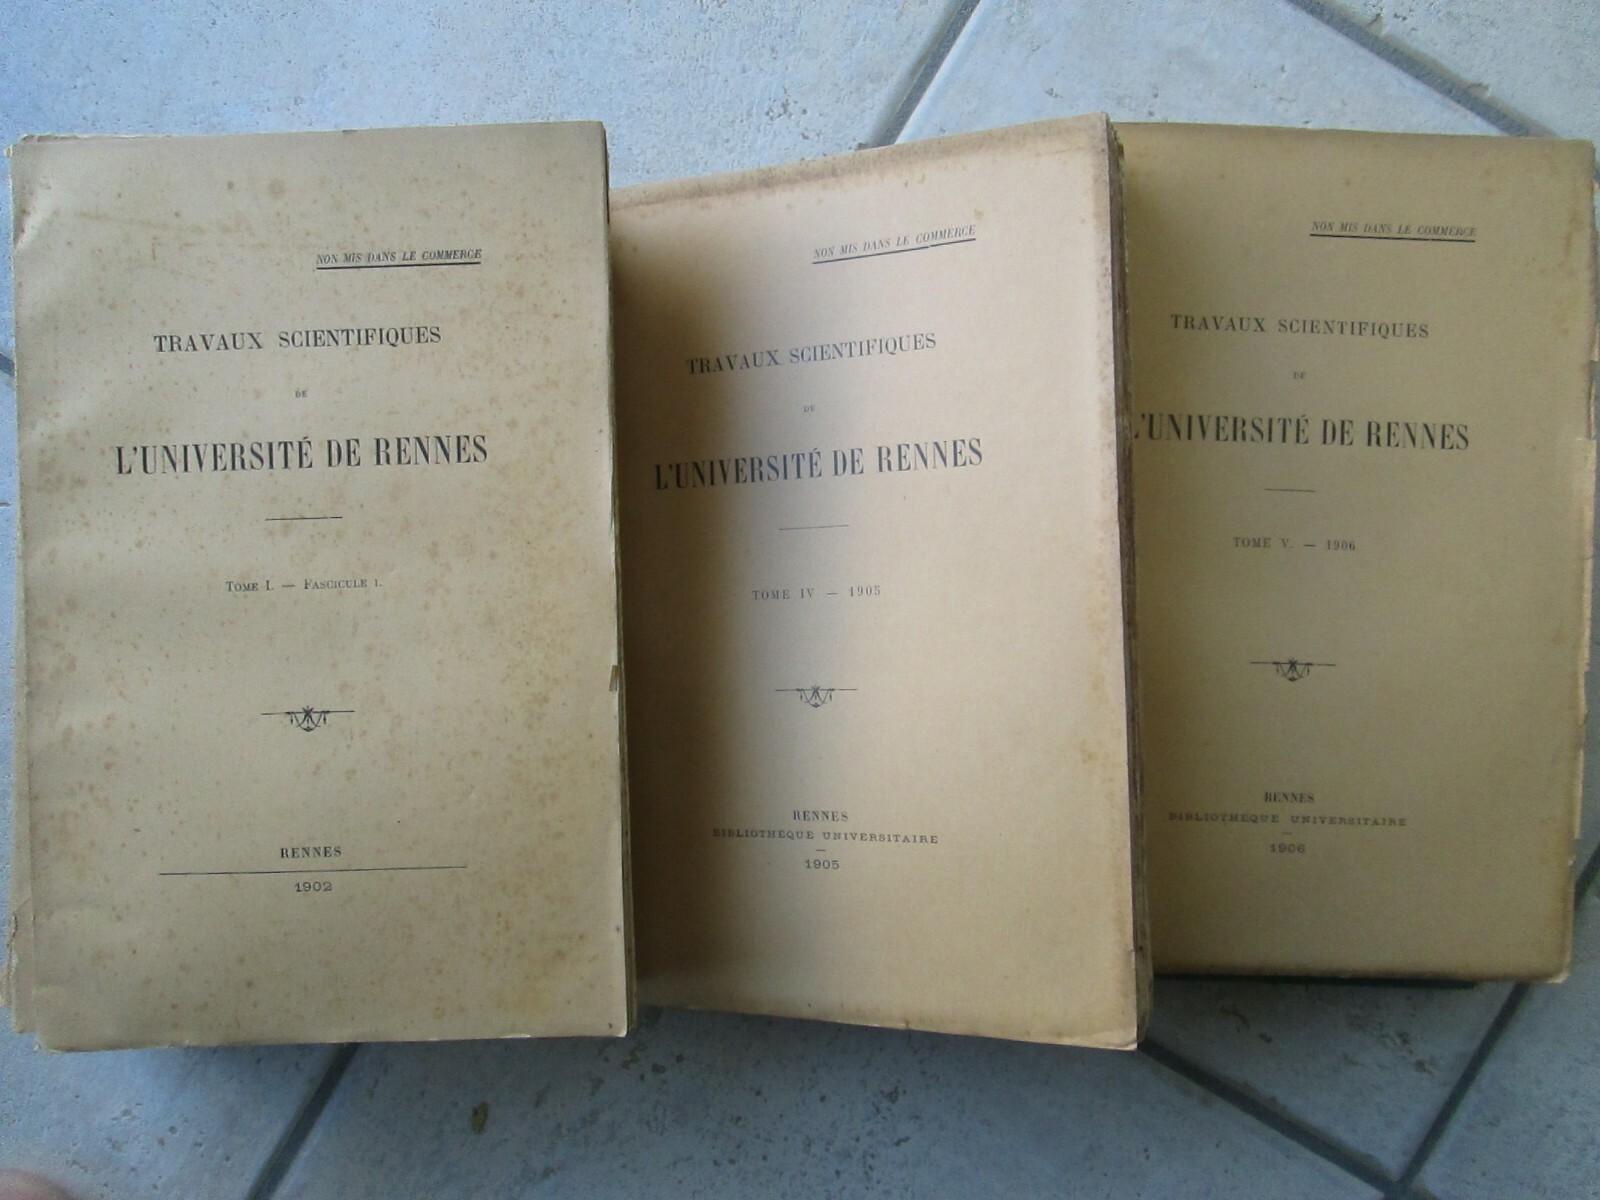 NON MIS DANS LE COMMERCE
TRAVAUX SCIENTIFIQUES
DE
L'UNIVERSITÉ DE RENNES
TOME I. — FASCICULE 1.
RENNES
1902
NON MIS DANS LE COMMERCE
TRAVAUX SCIENTIFIQUES
DE
L'UNIVERSITÉ DE RENNES
TOME IV — 1905
RENNES
BIBLIOTHÈQUE UNIVERSITAIRE
1905
NON MIS DANS LE COMMERCE
TRAVAUX SCIENTIFIQUES
DE
L'UNIVERSITÉ DE RENNES
TOME V. — 1906
RENNES
BIBLIOTHÈQUE UNIVERSITAIRE
1906